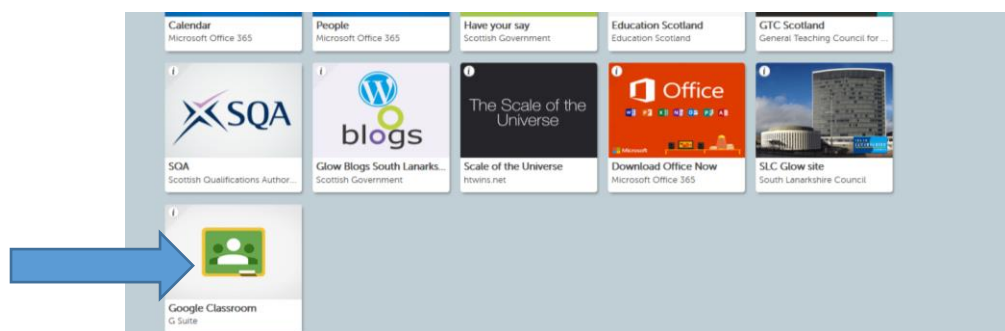 Calendar
Microsoft Office 365
People
Microsoft Office 365
Have your say
Scottish Government
Education Scotland
Education Scotland
GTC Scotland
General Teaching Council for ...
SQA
SQA
Scottish Qualifications Author...
blogs
Glow Blogs South Lanarks...
Scottish Government
The Scale of the
Universe
Scale of the Universe
htwins.net
Office
Microsoft
Download Office Now
Microsoft Office 365
SLC Glow site
South Lanarkshire Council
Google Classroom
G Suite